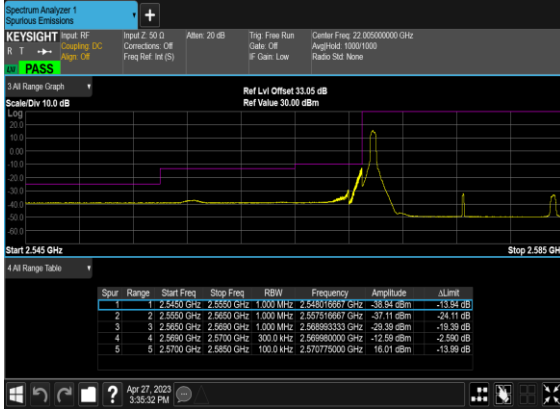 Spectrum Analyzer 1
Spurious Emissions
+
KEYSIGHT Input: RF Input Z: 50 Ω Atten: 20 dB Trig: Free Run Center Freq: 22.005000000 GHz
R T Coupling: DC Corrections: Off Gate: Off Avg|Hold: 1000/1000
Align: Off Freq Ref: Int (S) IF Gain: Low Radio Std: None
PASS
3 All Range Graph
Ref Lvl Offset 33.05 dB
Scale/Div 10.0 dB Ref Value 30.00 dBm
Log
20.0
10.0
0.00
-10.0
-20.0
-30.0
-40.0
-50.0
-60.0
Start 2.545 GHz Stop 2.585 GH
4 All Range Table
Spur Range Start Freq Stop Freq RBW Frequency Amplitude ΔLimit
1 1 2.5450 GHz 2.5550 GHz 1.000 MHz 2.548016667 GHz -38.94 dBm -13.94 dB
2 2 2.5550 GHz 2.5650 GHz 1.000 MHz 2.557516667 GHz -37.11 dBm -24.11 dB
3 3 2.5650 GHz 2.5690 GHz 1.000 MHz 2.568993333 GHz -29.39 dBm -19.39 dB
4 4 2.5690 GHz 2.5700 GHz 300.0 kHz 2.569980000 GHz -12.59 dBm -2.590 dB
5 5 2.5700 GHz 2.5850 GHz 100.0 kHz 2.570775000 GHz 16.01 dBm -13.99 dB
?
Apr 27, 2023
3:35:32 PM